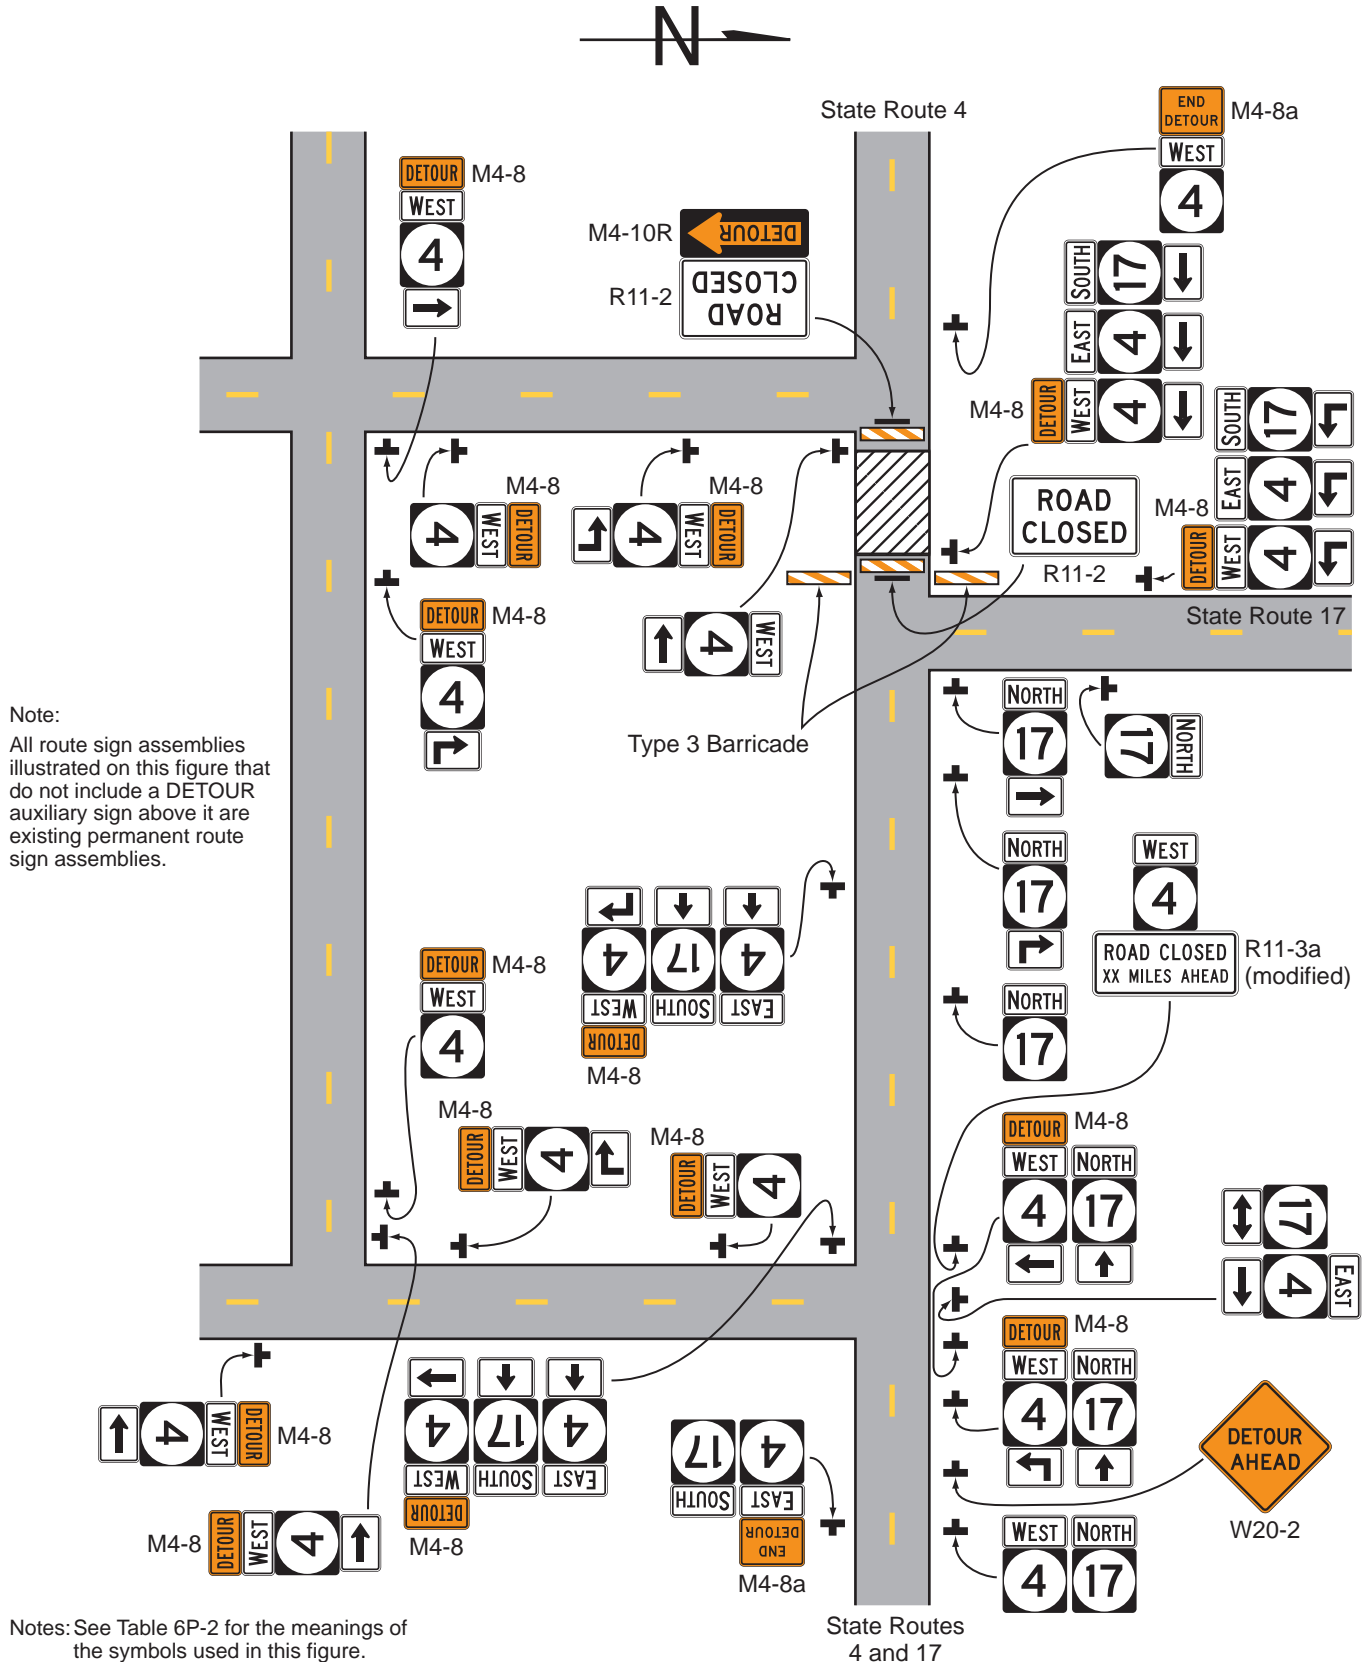 N
State Route 4
END
DETOUR
M4-8a
WEST
4
DETOUR
M4-8
WEST
4
M4-10R
DETOUR
R11-2
ROAD
CLOSED
SOUTH
17
EAST
4
M4-8
DETOUR
WEST
4
SOUTH
17
EAST
4
M4-8
DETOUR
WEST
4
M4-8
DETOUR
WEST
4
M4-8
DETOUR
WEST
4
ROAD
CLOSED
R11-2
State Route 17
DETOUR
M4-8
WEST
4
WEST
4
Type 3 Barricade
NORTH
17
NORTH
17
Note:
All route sign assemblies
illustrated on this figure that
do not include a DETOUR
auxiliary sign above it are
existing permanent route
sign assemblies.
NORTH
17
WEST
4
ROAD CLOSED
XX MILES AHEAD
R11-3a
(modified)
4
17
4
WEST
SOUTH
EAST
DETOUR
M4-8
DETOUR
M4-8
WEST
4
NORTH
17
M4-8
DETOUR
WEST
4
M4-8
DETOUR
WEST
4
DETOUR
M4-8
WEST
NORTH
4
17
17
EAST
4
DETOUR
M4-8
WEST
NORTH
4
17
DETOUR
AHEAD
W20-2
4
WEST
DETOUR
M4-8
4
17
4
WEST
SOUTH
EAST
DETOUR
M4-8
M4-8
DETOUR
WEST
4
17
4
SOUTH
EAST
END
DETOUR
M4-8a
WEST
NORTH
4
17
State Routes
4 and 17
Notes: See Table 6P-2 for the meanings of
the symbols used in this figure.